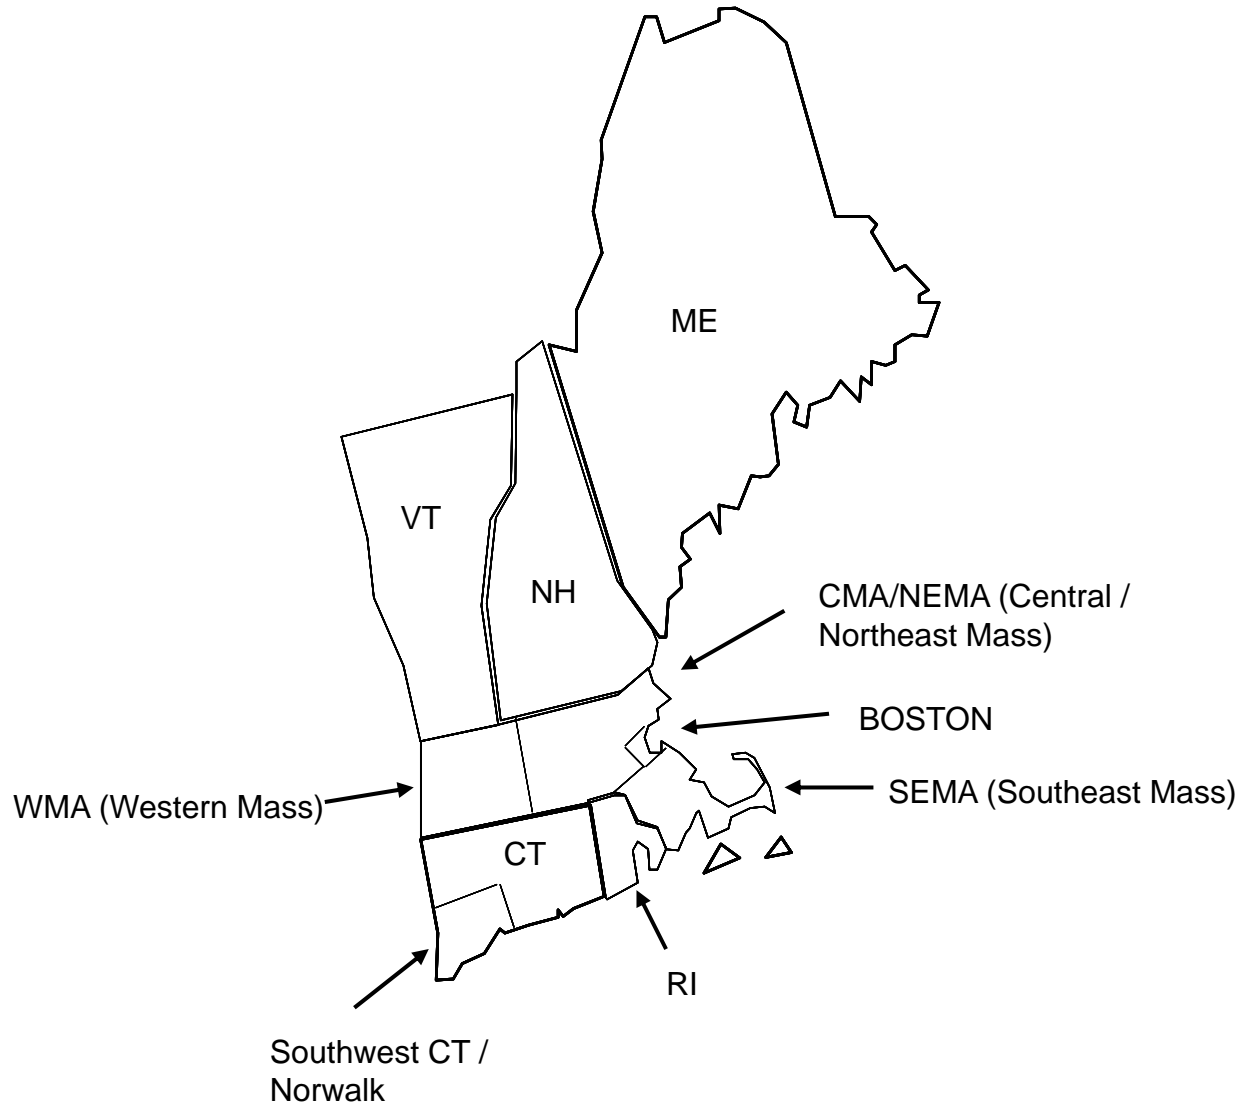 ME
VT
NH
CMA/NEMA (Central /
Northeast Mass)
BOSTON
SEMA (Southeast Mass)
WMA (Western Mass)
CT
RI
Southwest CT /
Norwalk